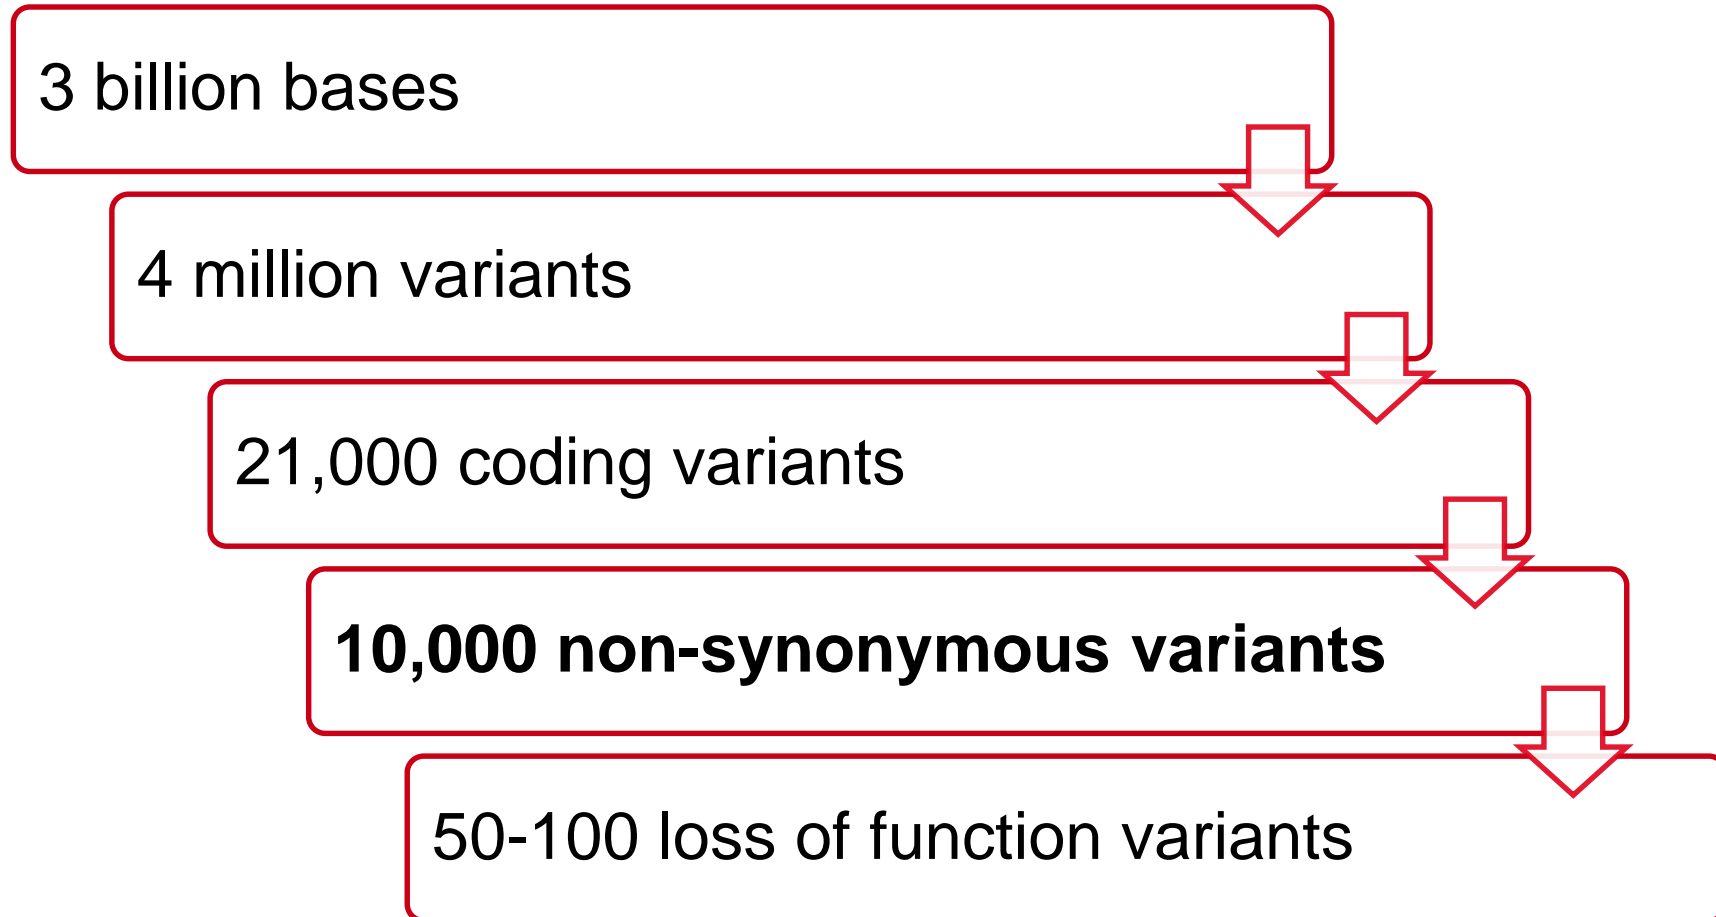 3 billion bases
4 million variants
21,000 coding variants
10,000 non-synonymous variants
50-100 loss of function variants